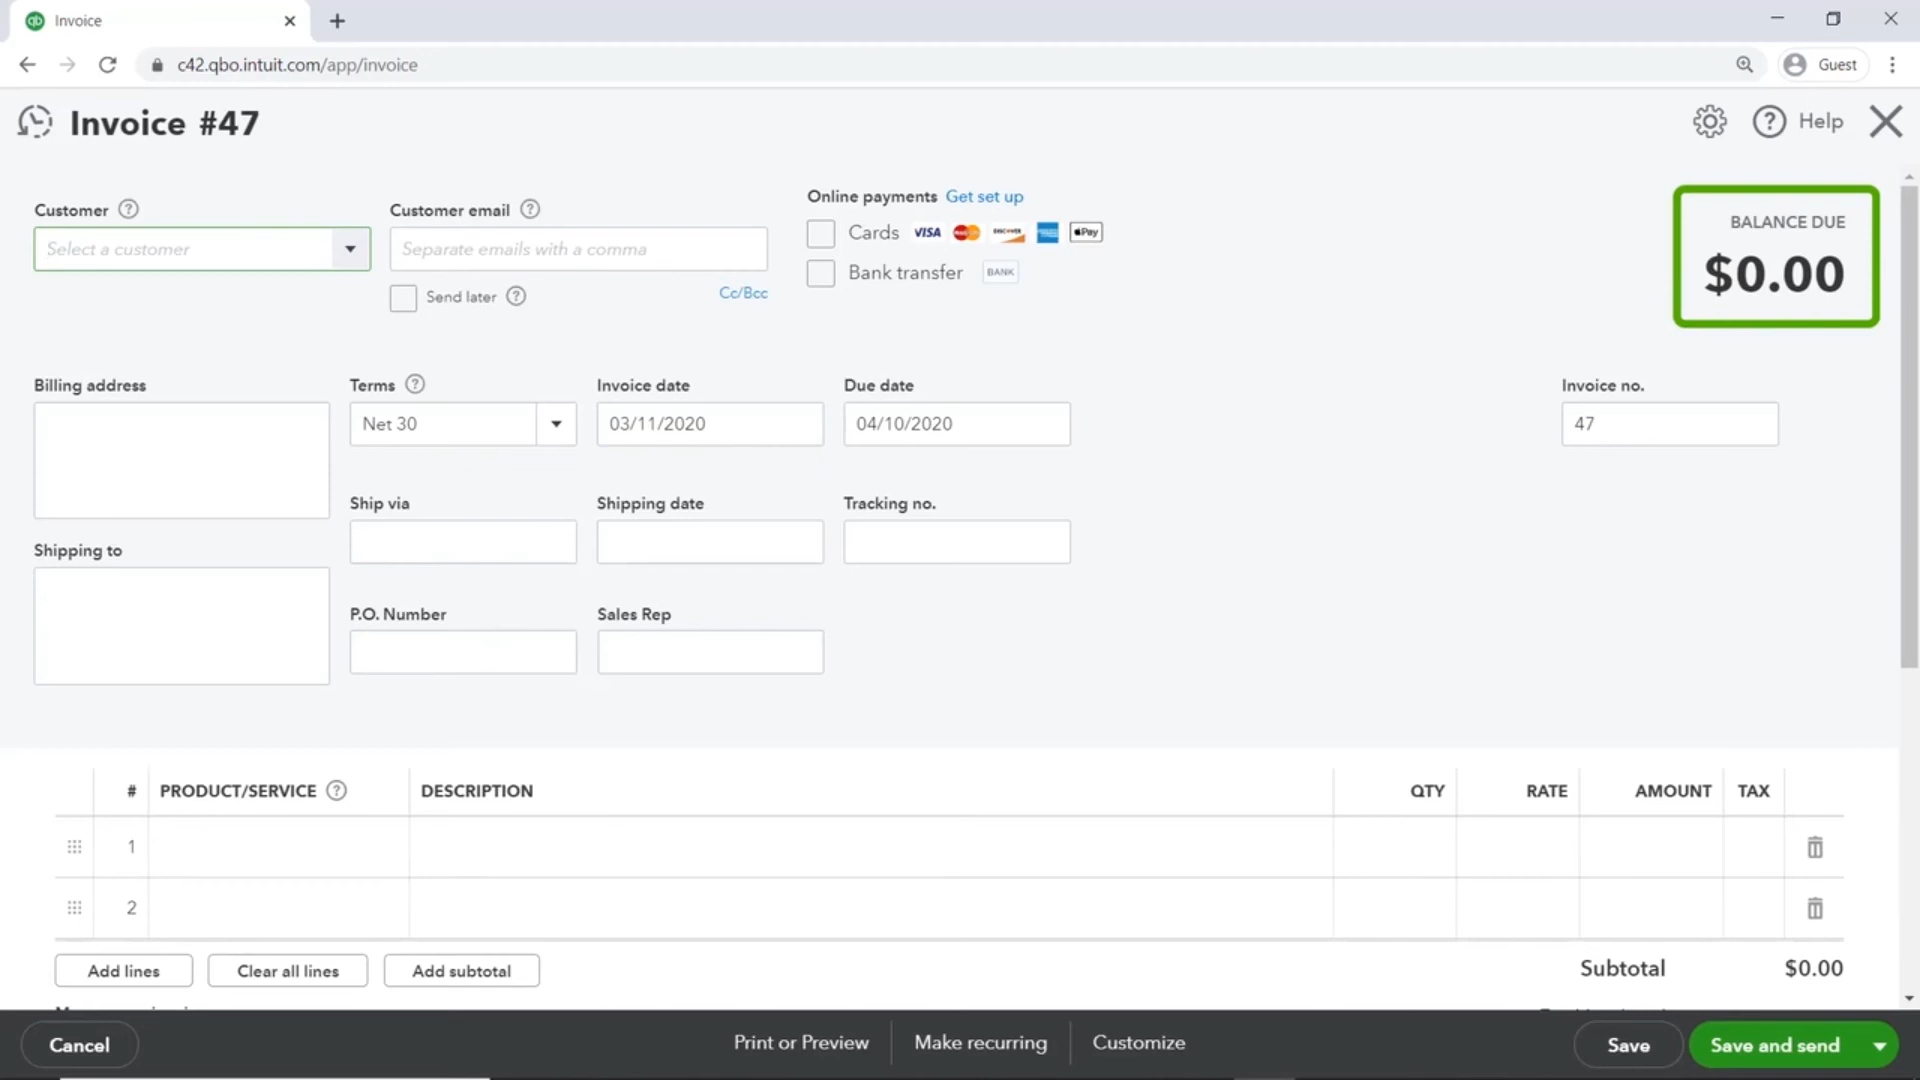 qb Invoice
c42.qbo.intuit.com/app/invoice
Guest
Invoice #47
Help
Customer
Select a customer
Customer email
Separate emails with a comma
Send later
Cc/Bcc
Online payments Get set up
Cards VISA DISCOVER Pay
Bank transfer BANK
BALANCE DUE
$0.00
Billing address
Terms
Net 30
Invoice date
03/11/2020
Due date
04/10/2020
Invoice no.
47
Ship via
Shipping date
Tracking no.
Shipping to
P.O. Number
Sales Rep
# PRODUCT/SERVICE DESCRIPTION QTY RATE AMOUNT TAX
1
2
Add lines Clear all lines Add subtotal
Subtotal $0.00
Cancel
Print or Preview Make recurring Customize
Save Save and send